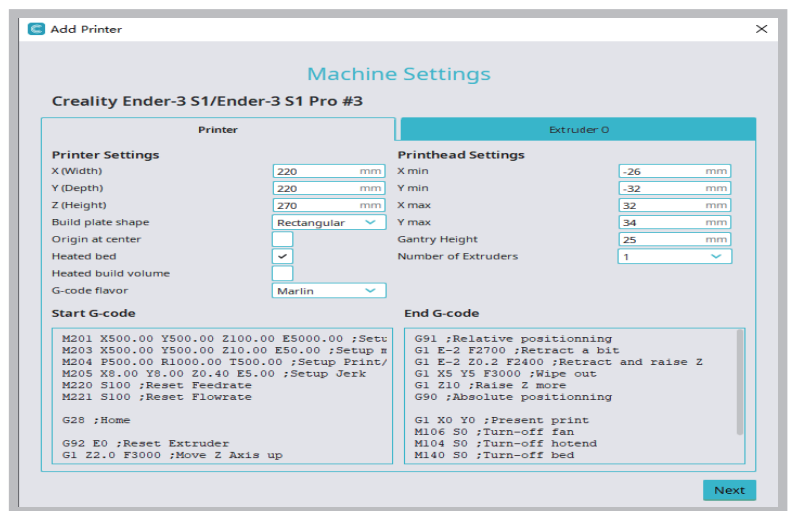 Add Printer
Machine Settings
Creality Ender-3 S1/Ender-3 S1 Pro #3
Printer
Extruder 0
Printer Settings
X (Width) 220 mm
Y (Depth) 220 mm
Z (Height) 270 mm
Build plate shape Rectangular
Origin at center
Heated bed
Heated build volume
G-code flavor Marlin
Printhead Settings
X min -26 mm
Y min -32 mm
X max 32 mm
Y max 34 mm
Gantry Height 25 mm
Number of Extruders 1
Start G-code
M201 X500.00 Y500.00 Z100.00 E5000.00 ;Setu
M203 X500.00 Y500.00 Z10.00 E50.00 ;Setup m
M204 P500.00 R1000.00 T500.00 ;Setup Print/
M205 X8.00 Y8.00 Z0.40 E5.00 ;Setup Jerk
M220 S100 ;Reset Feedrate
M221 S100 ;Reset Flowrate
G28 ;Home
G92 E0 ;Reset Extruder
G1 Z2.0 F3000 ;Move Z Axis up
End G-code
G91 ;Relative positionning
G1 E-2 F2700 ;Retract a bit
G1 E-2 Z0.2 F2400 ;Retract and raise Z
G1 X5 Y5 F3000 ;Wipe out
G1 Z10 ;Raise Z more
G90 ;Absolute positionning
G1 X0 Y0 ;Present print
M106 S0 ;Turn-off fan
M104 S0 ;Turn-off hotend
M140 S0 ;Turn-off bed
Next